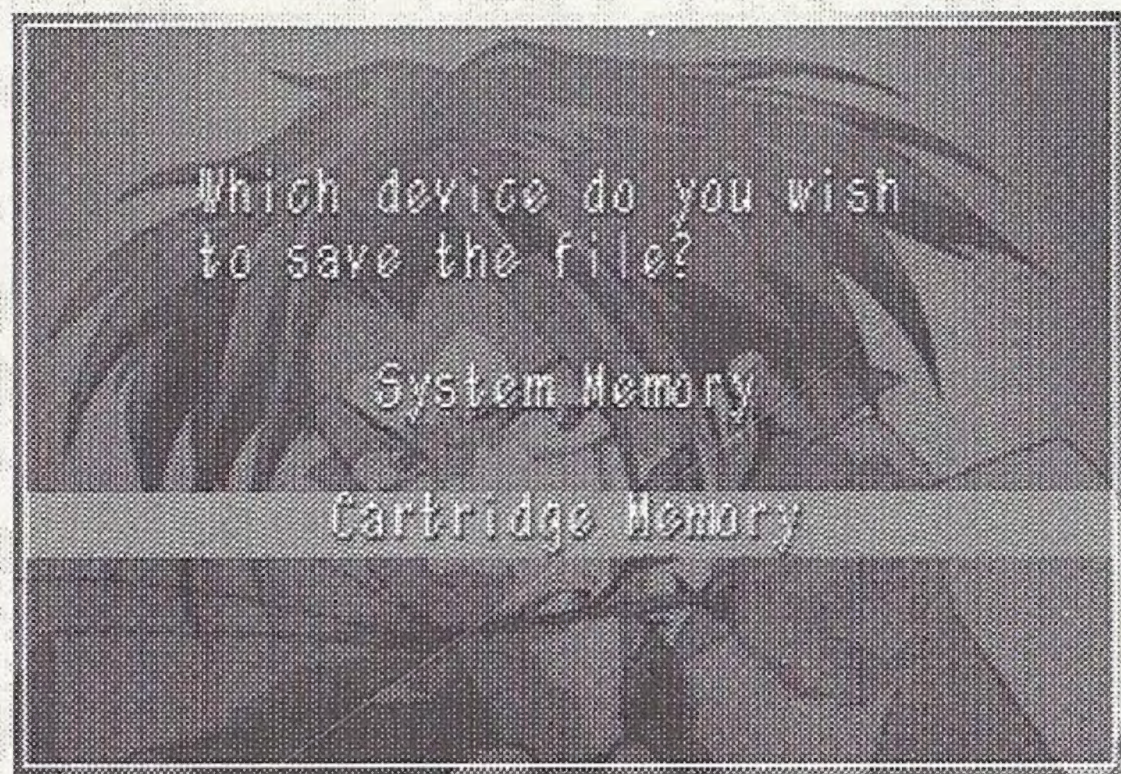 Which device do you wish
to save the file?
System Memory
Cartridge Memory